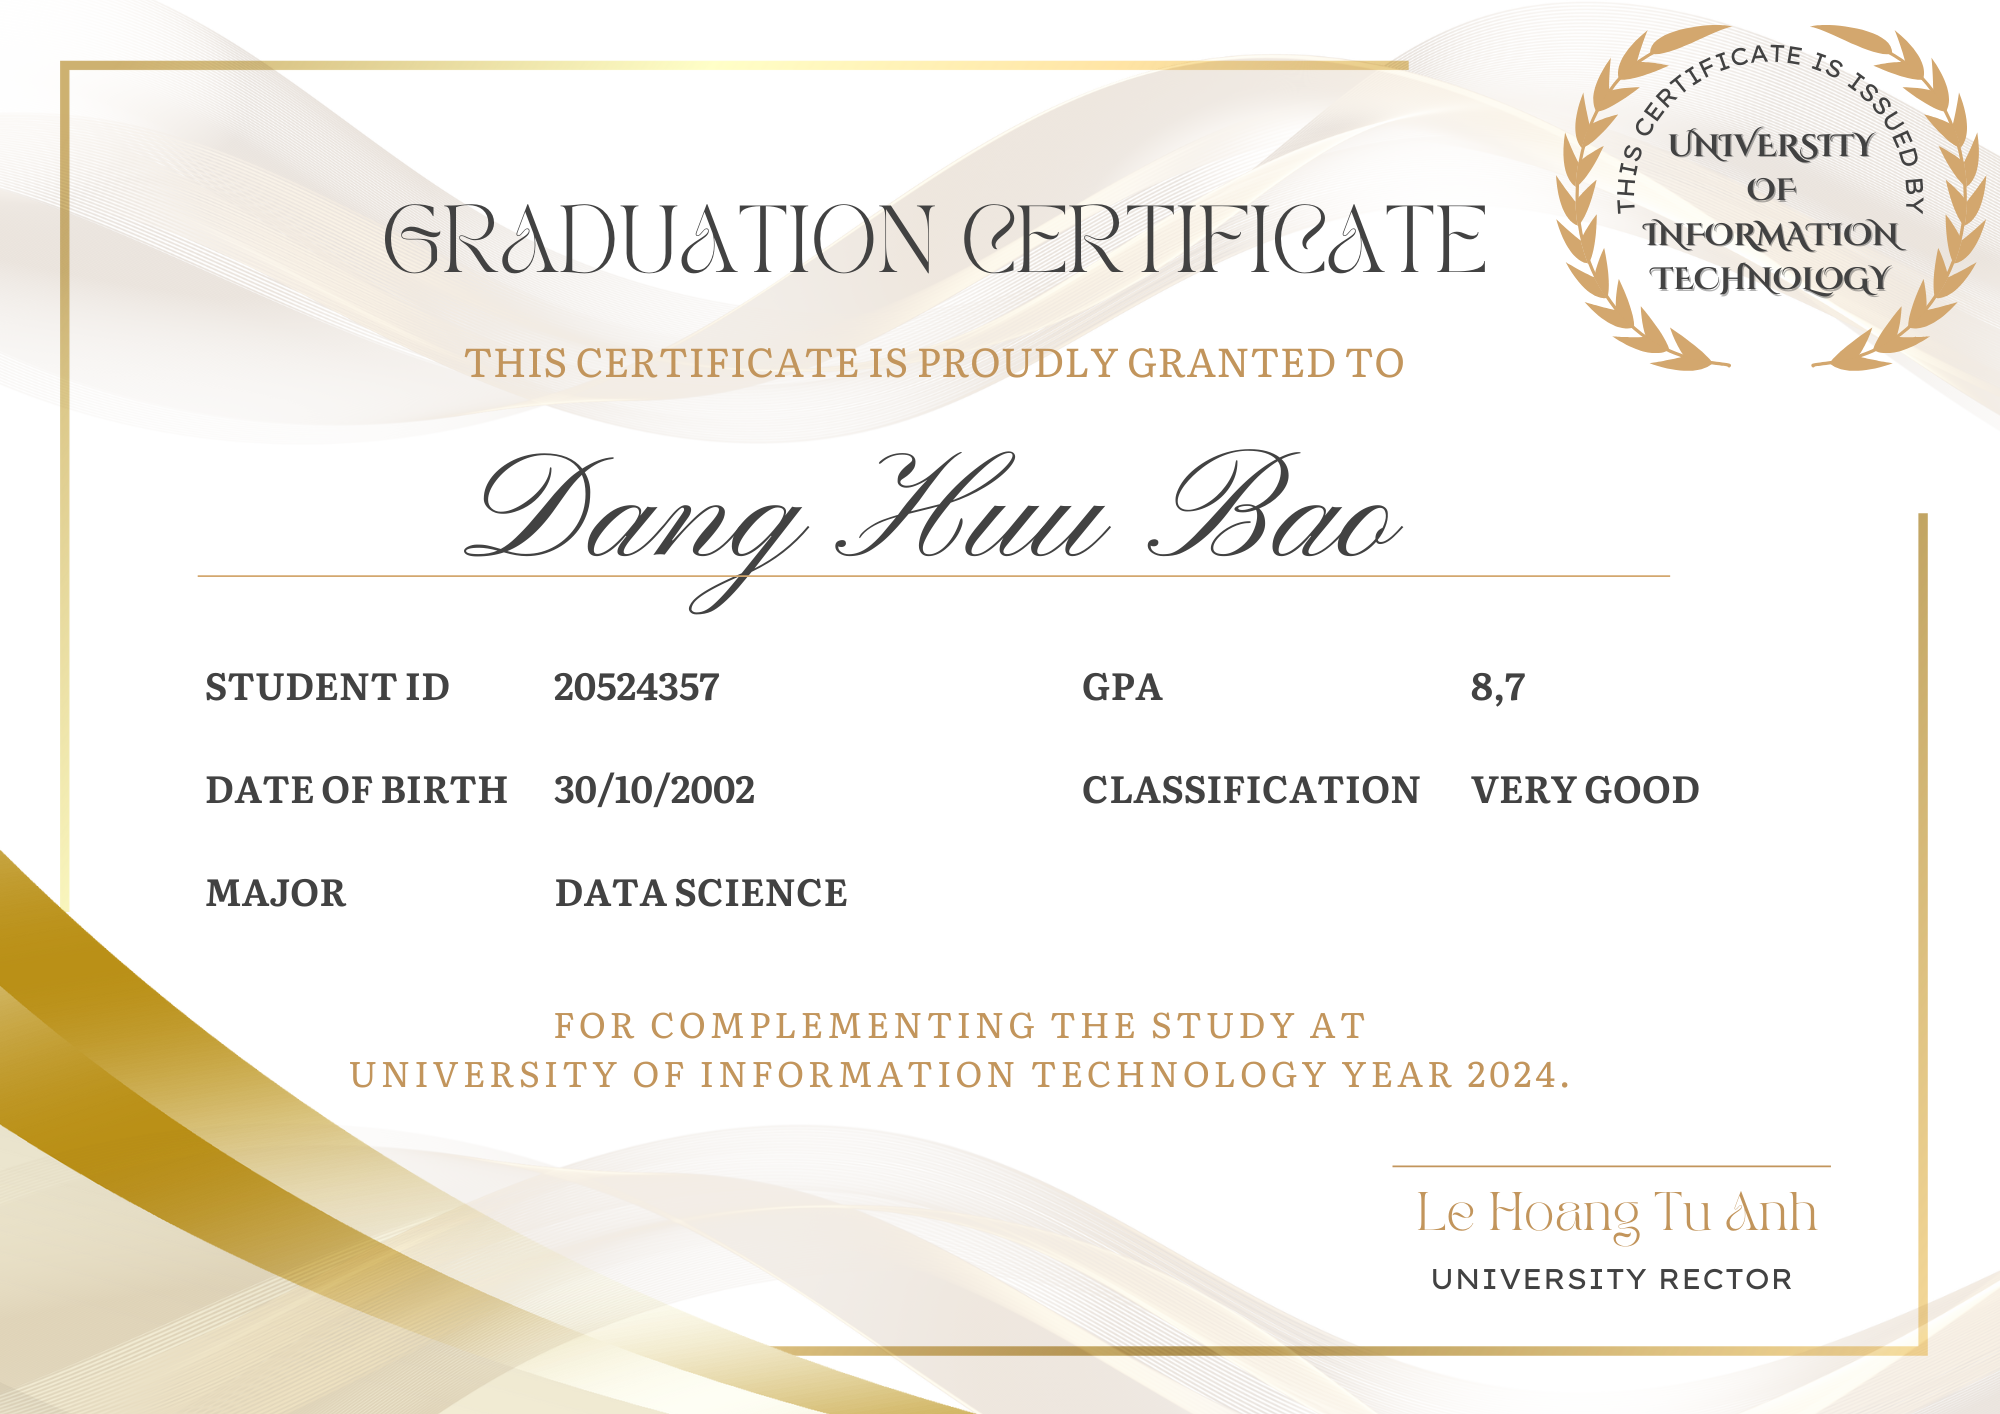 THIS CERTIFICATE IS ISSUED BY
UNIVERSITY
OF
INFORMATION
TECHNOLOGY
GRADUATION CERTIFICATE
THIS CERTIFICATE IS PROUDLY GRANTED TO
Dang Huu Bao
STUDENT ID 20524357 GPA 8,7
DATE OF BIRTH 30/10/2002 CLASSIFICATION VERY GOOD
MAJOR DATA SCIENCE
FOR COMPLEMENTING THE STUDY AT
UNIVERSITY OF INFORMATION TECHNOLOGY YEAR 2024.
Le Hoang Tu Anh
UNIVERSITY RECTOR